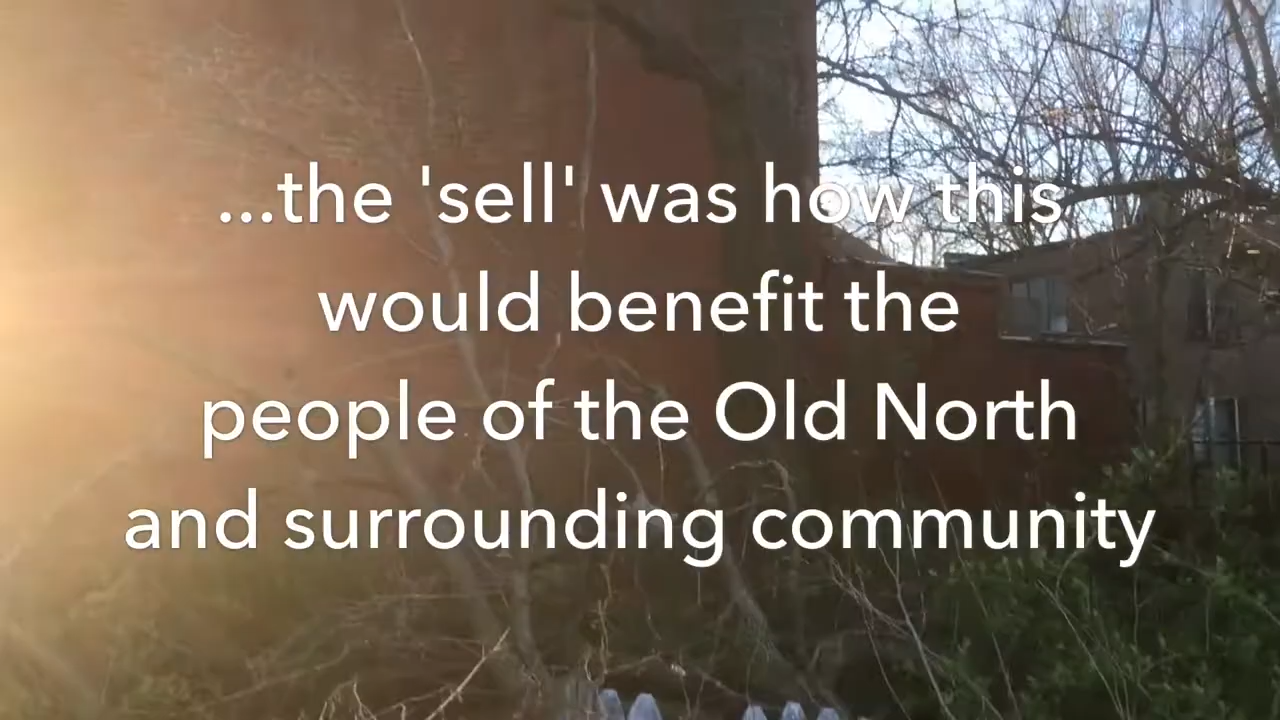 ...the 'sell' was how this
would benefit the
people of the Old North
and surrounding community